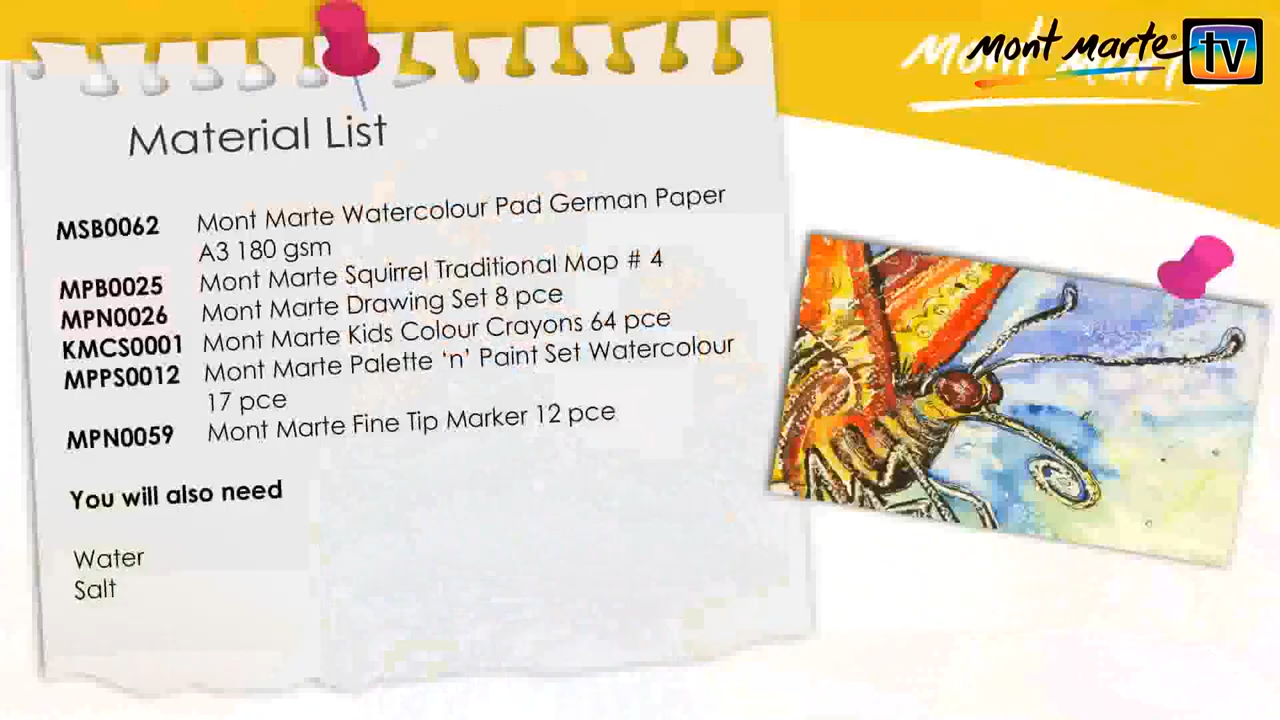 Mont Marte tv
Material List
MSB0062 Mont Marte Watercolour Pad German Paper
A3 180 gsm
MPB0025 Mont Marte Squirrel Traditional Mop # 4
MPN0026 Mont Marte Drawing Set 8 pce
KMCS0001 Mont Marte Kids Colour Crayons 64 pce
MPPS0012 Mont Marte Palette ‘n’ Paint Set Watercolour
17 pce
MPN0059 Mont Marte Fine Tip Marker 12 pce
You will also need
Water
Salt